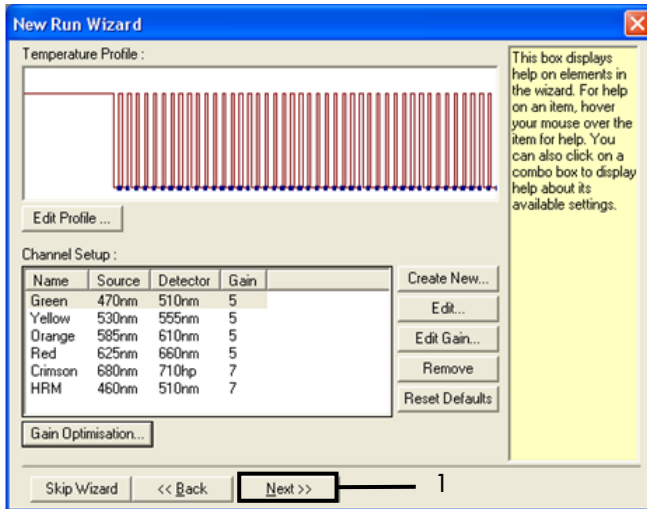 New Run Wizard
Temperature Profile :
This box displays
help on elements in
the wizard. For help
on an item, hover
your mouse over the
item for help. You
can also click on a
combo box to display
help about its
available settings.
Edit Profile ...
Channel Setup :
Name Source Detector Gain
Green 470nm 510nm 5
Yellow 530nm 555nm 5
Orange 585nm 610nm 5
Red 625nm 660nm 5
Crimson 680nm 710hp 7
HRM 460nm 510nm 7
Create New...
Edit...
Edit Gain...
Remove
Reset Defaults
Gain Optimisation...
Skip Wizard << Back Next >> 1